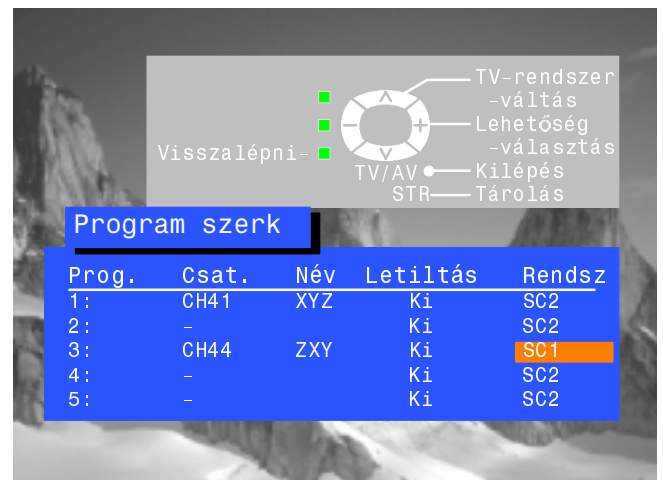 TV-rendszer
-váltás
Lehetőség
-választás
Visszalépni-
TV/AV Kilépés
STR Tárolás
Program szerk
Prog. Csat. Név Letiltás Rendsz
1: CH41 XYZ Ki SC2
2: - Ki SC2
3: CH44 ZXY Ki SC1
4: - Ki SC2
5: - Ki SC2